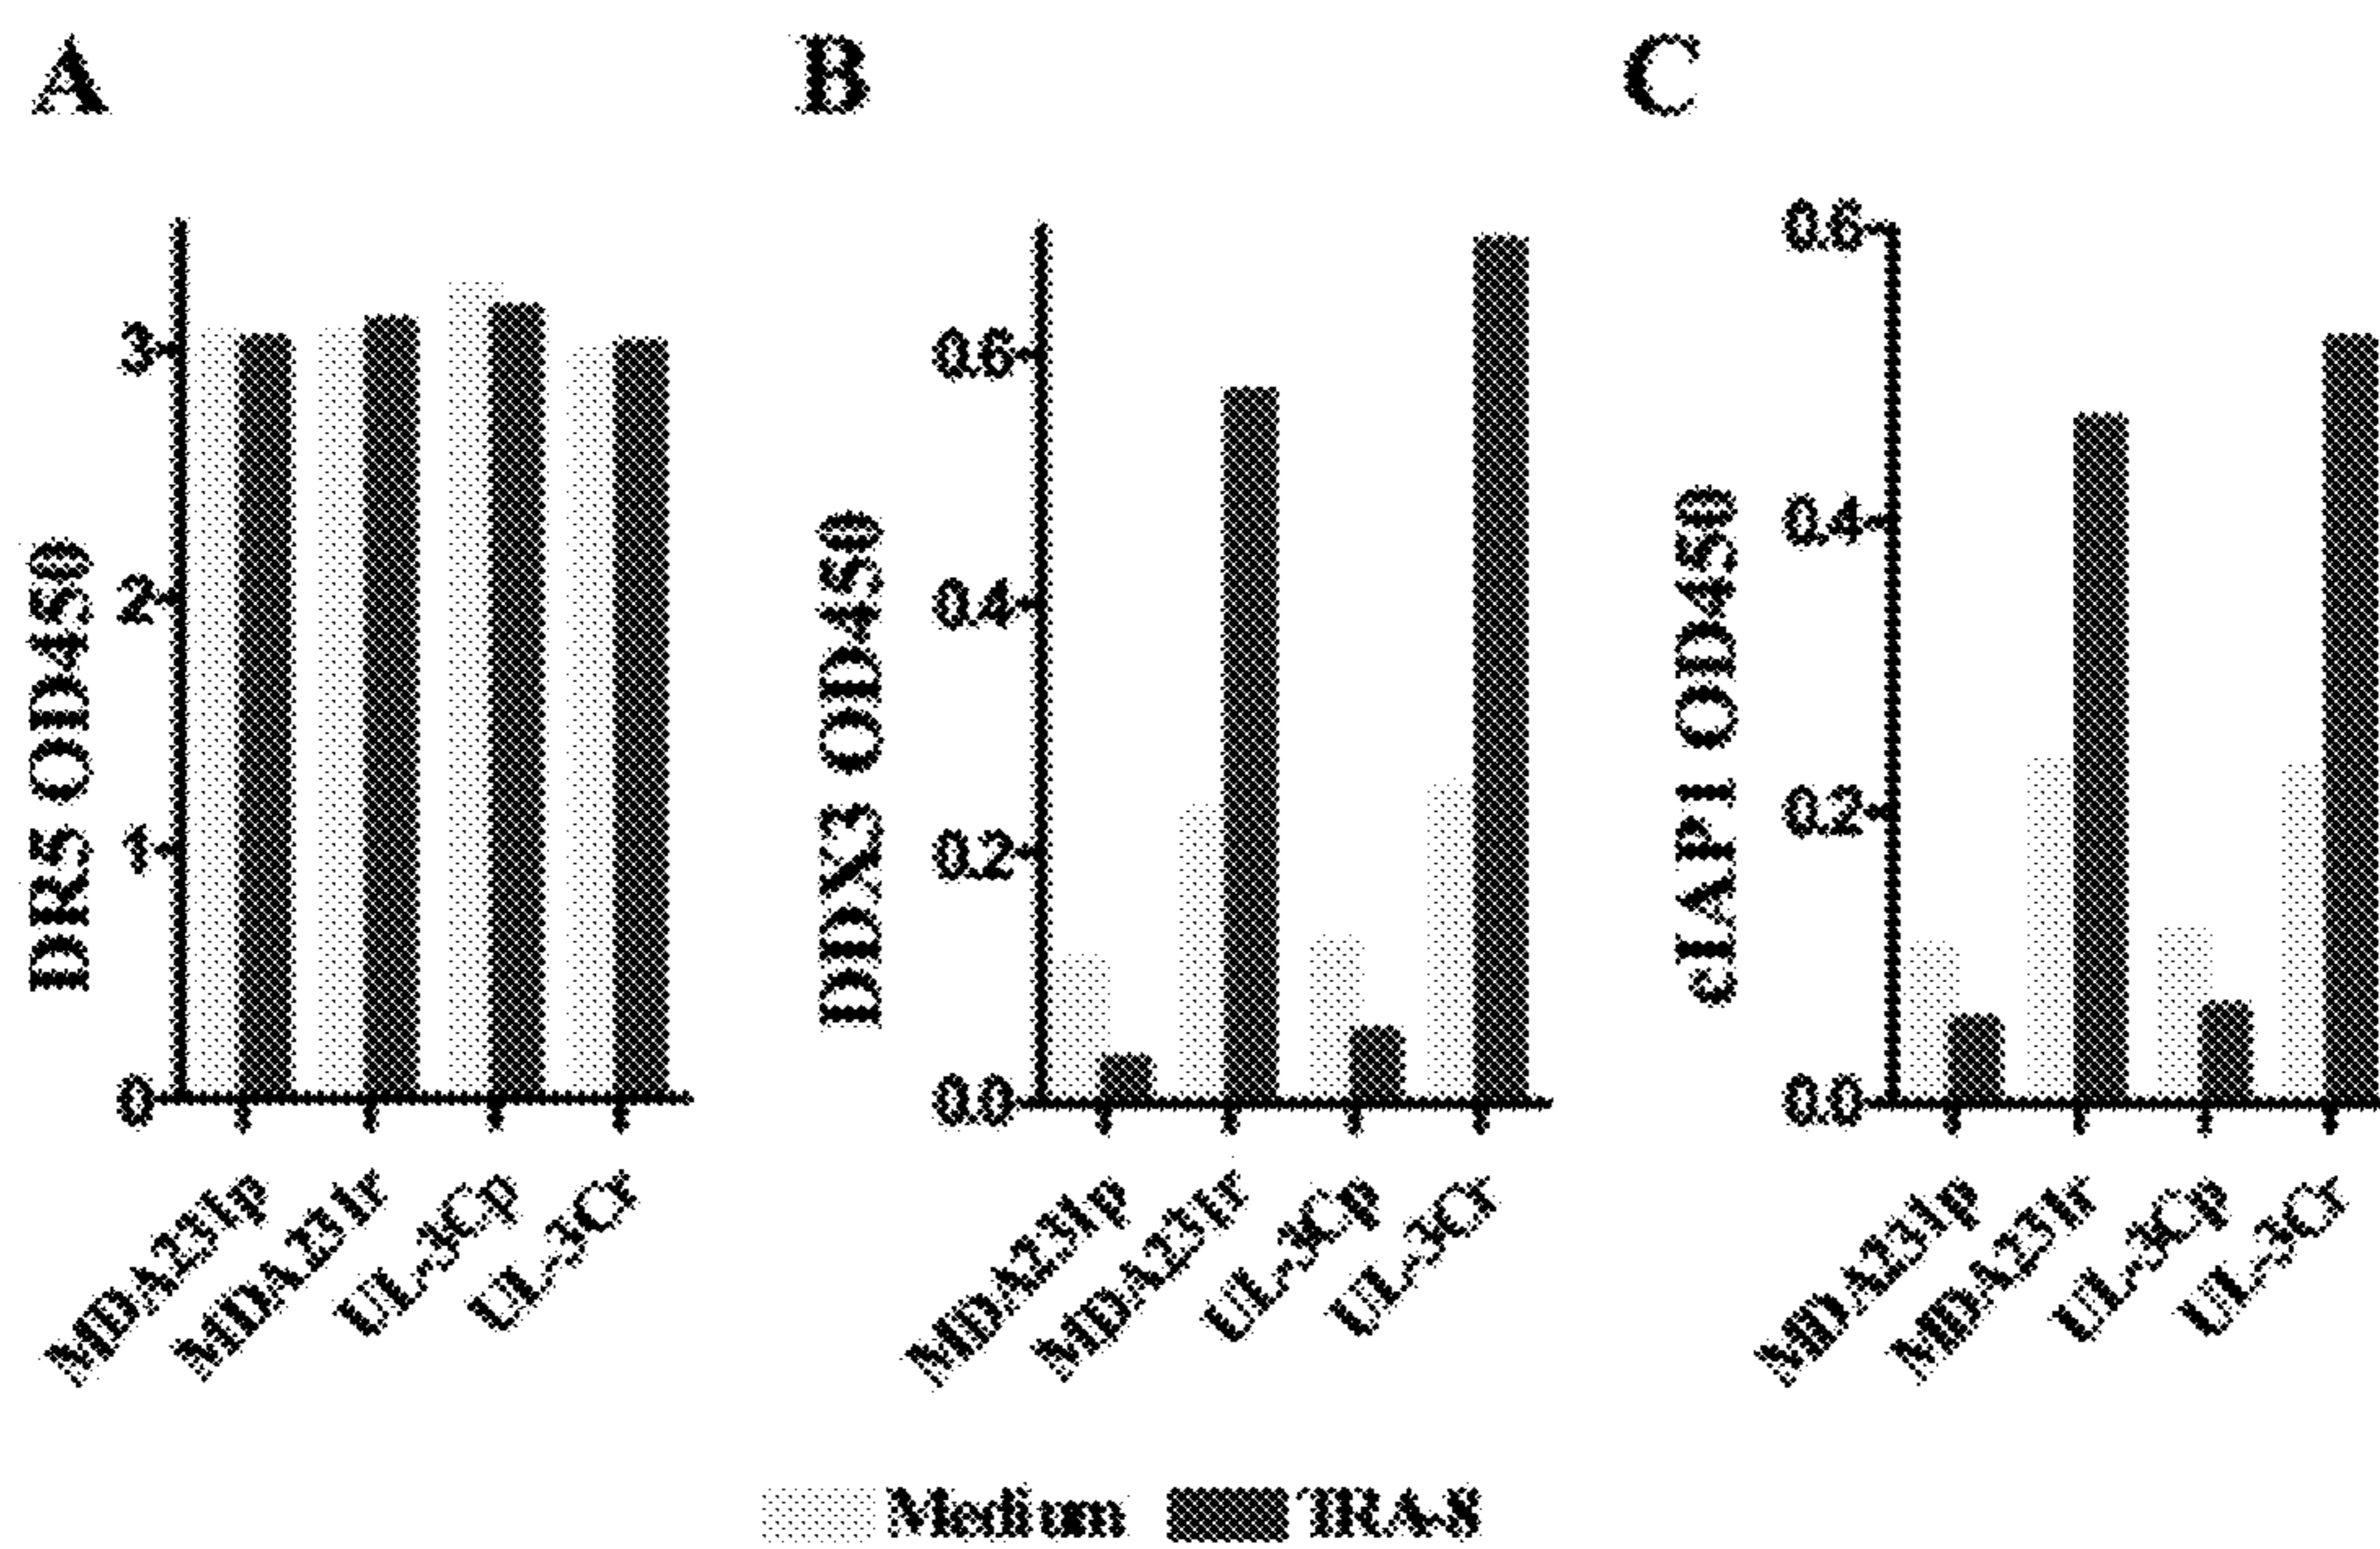 A
B
C
DR5 OD450
3
2
1
0
MDA231p
MDA231r
UL-3Cp
UL-3Cr
DDX3 OD450
0.6
0.4
0.2
0.0
MDA231p
MDA231r
UL-3Cp
UL-3Cr
cIAP1 OD450
0.6
0.4
0.2
0.0
MDA231p
MDA231r
UL-3Cp
UL-3Cr
Medium TRA-8